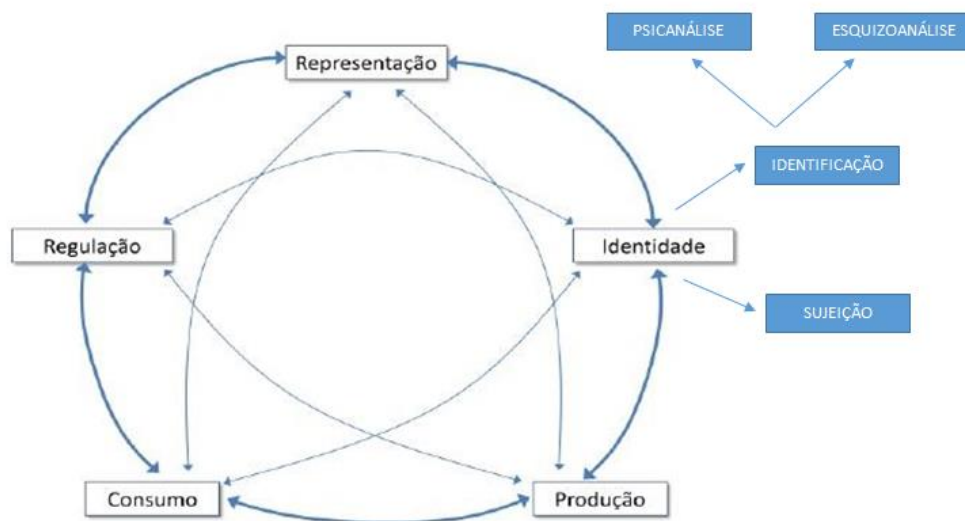 PSICANÁLISE
ESQUIZOANÁLISE
Representação
IDENTIFICAÇÃO
Regulação
Identidade
SUJEIÇÃO
Consumo
Produção